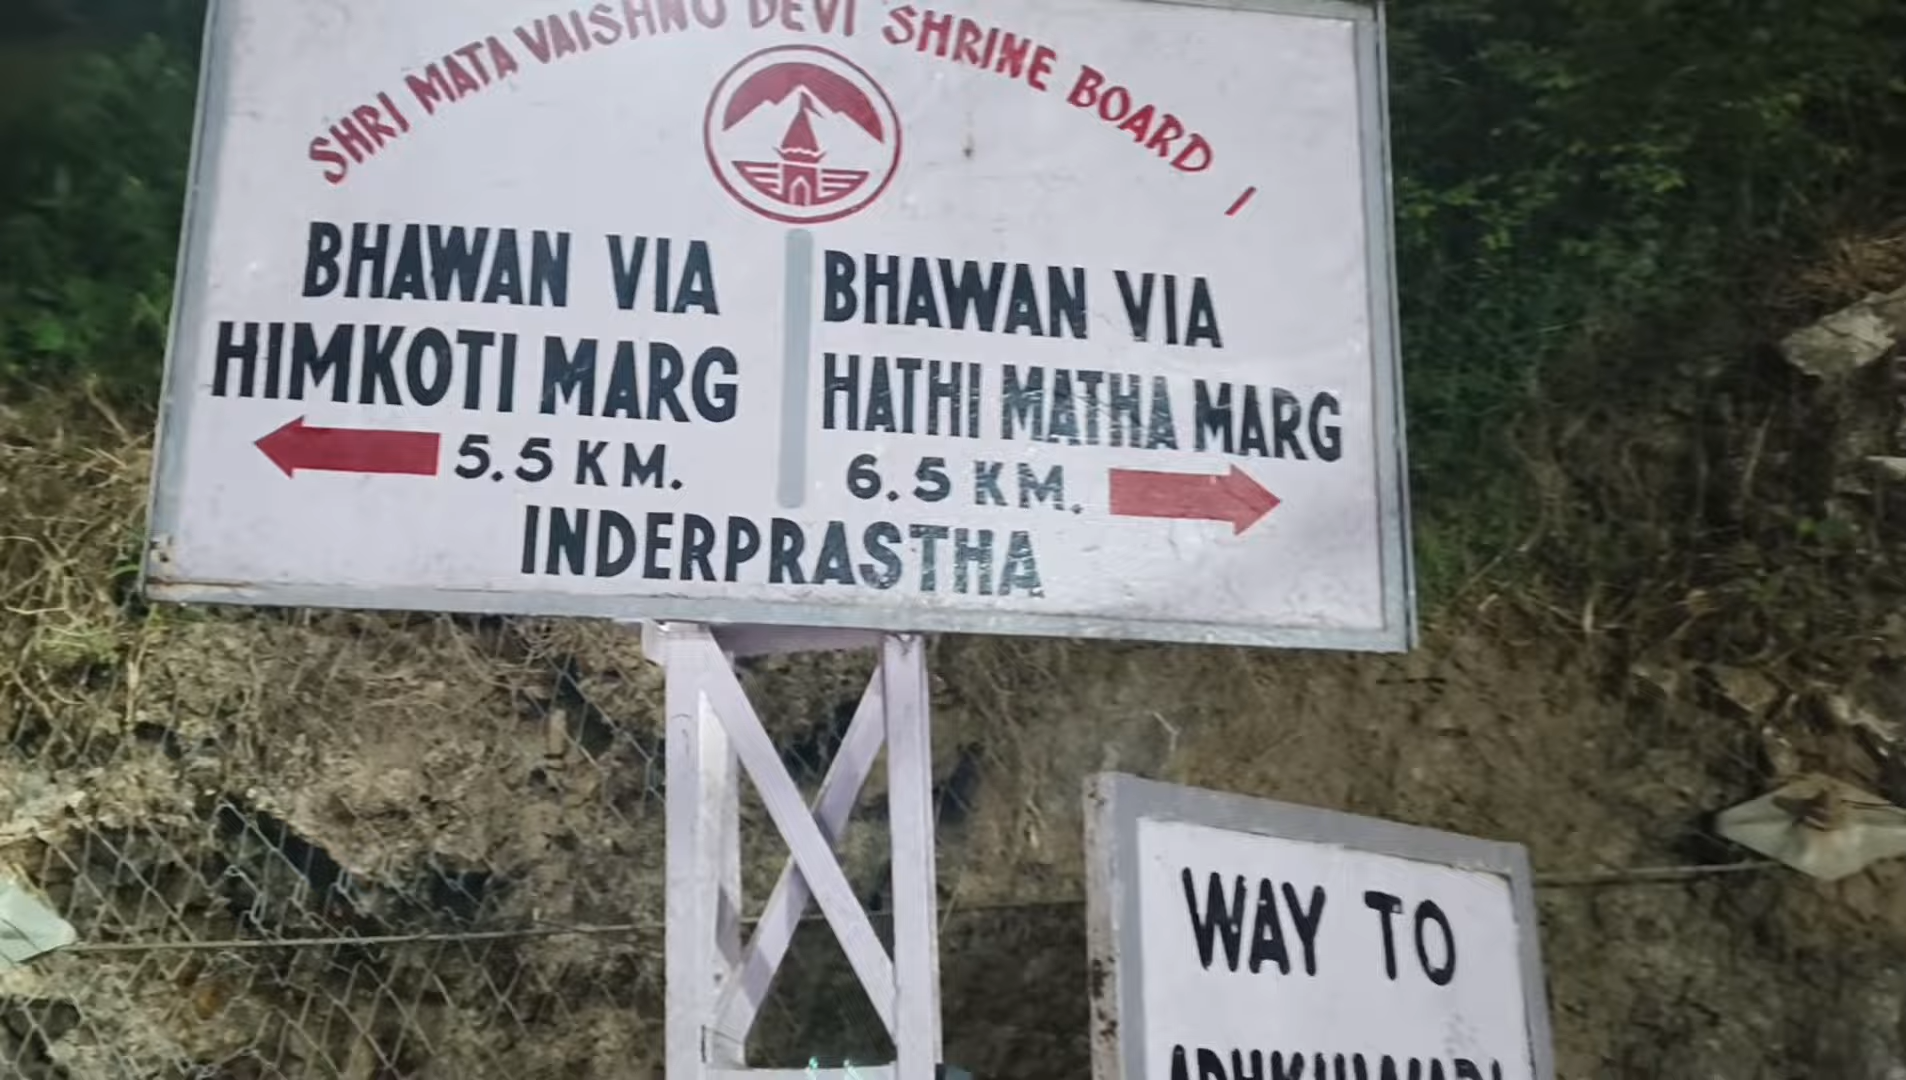 SHRI MATA VAISHNO DEVI SHRINE BOARD
BHAWAN VIA
HIMKOTI MARG
5.5 KM.
BHAWAN VIA
HATHI MATHA MARG
6.5 KM.
INDERPRASTHA
WAY TO
ADHKUWARI